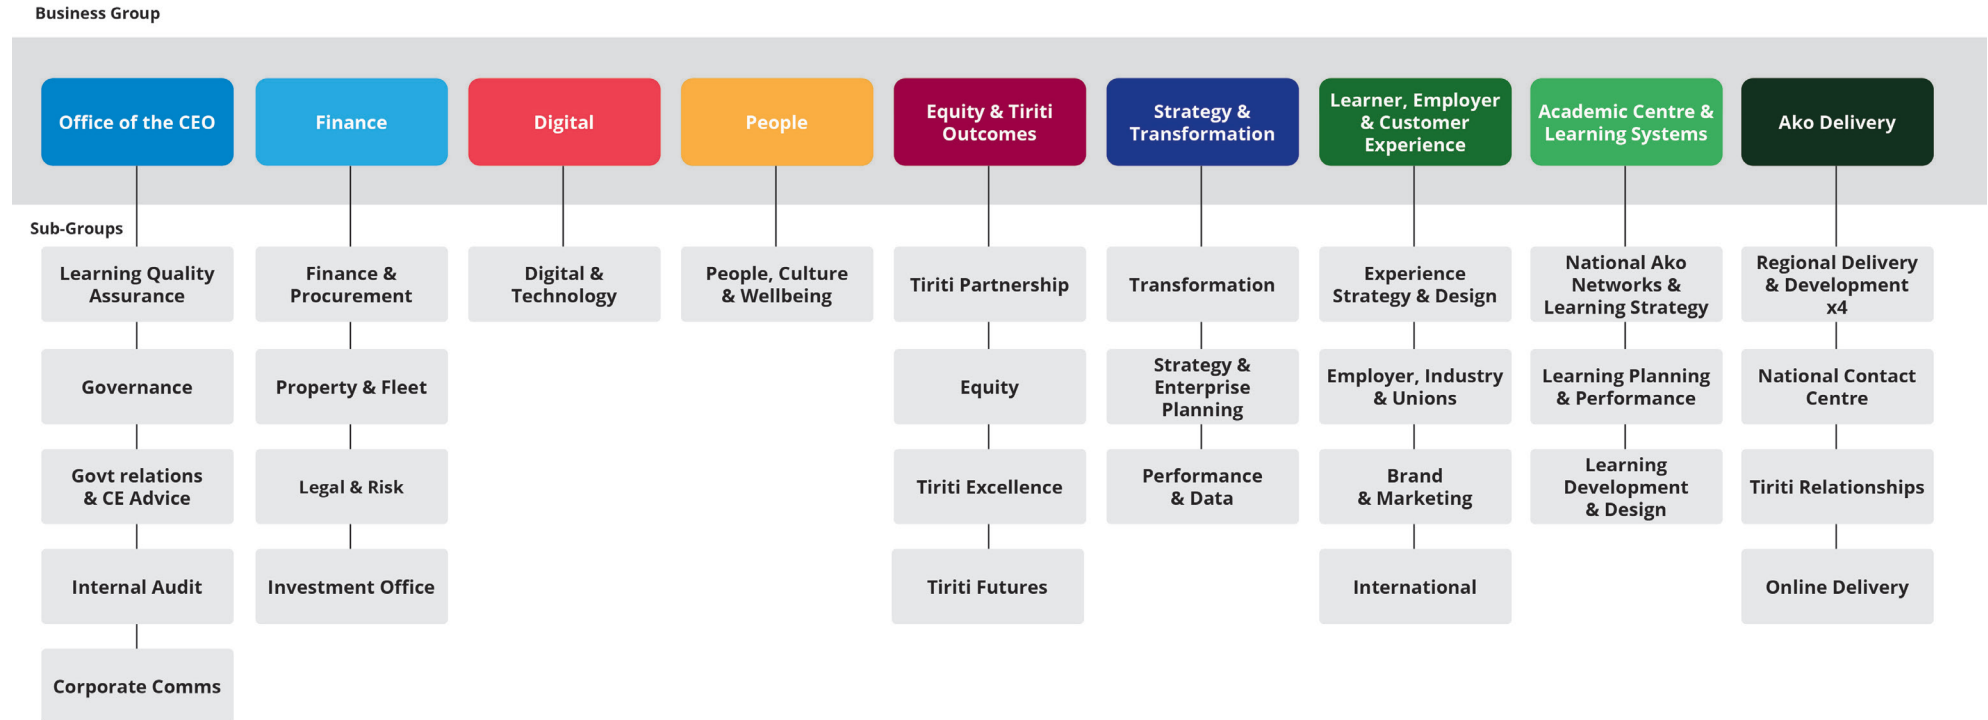 Business Group
Office of the CEO
Finance
Digital
People
Equity & Tiriti
Outcomes
Strategy &
Transformation
Learner, Employer
& Customer
Experience
Academic Centre &
Learning Systems
Ako Delivery
Sub-Groups
Learning Quality
Assurance
Governance
Govt relations
& CE Advice
Internal Audit
Corporate Comms
Finance &
Procurement
Property & Fleet
Legal & Risk
Investment Office
Digital &
Technology
People, Culture
& Wellbeing
Tiriti Partnership
Equity
Tiriti Excellence
Tiriti Futures
Transformation
Strategy &
Enterprise
Planning
Performance
& Data
Experience
Strategy & Design
Employer, Industry
& Unions
Brand
& Marketing
International
National Ako
Networks &
Learning Strategy
Learning Planning
& Performance
Learning
Development
& Design
Regional Delivery
& Development
x4
National Contact
Centre
Tiriti Relationships
Online Delivery